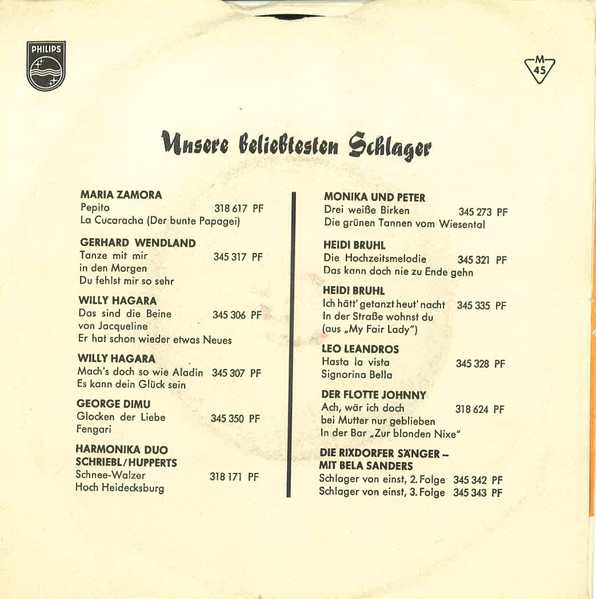 PHILIPS
M
45
Unsere beliebtesten Schlager
MARIA ZAMORA
Pepito 318 617 PF
La Cucaracha (Der bunte Papagei)
GERHARD WENDLAND
Tanze mit mir 345 317 PF
in den Morgen
Du fehlst mir so sehr
WILLY HAGARA
Das sind die Beine 345 306 PF
von Jacqueline
Er hat schon wieder etwas Neues
WILLY HAGARA
Mach's doch so wie Aladin 345 307 PF
Es kann dein Glück sein
GEORGE DIMU
Glocken der Liebe 345 350 PF
Fengari
HARMONIKA DUO
SCHRIEBL/HUPPERTS
Schnee-Walzer 318 171 PF
Hoch Heidecksburg
MONIKA UND PETER
Drei weiße Birken 345 273 PF
Die grünen Tannen vom Wiesental
HEIDI BRUHL
Die Hochzeitsmelodie 345 321 PF
Das kann doch nie zu Ende gehn
HEIDI BRUHL
Ich hätt' getanzt heut' nacht 345 335 PF
In der Straße wohnst du
(aus „My Fair Lady")
LEO LEANDROS
Hasta la vista 345 328 PF
Signorina Bella
DER FLOTTE JOHNNY
Ach, wär ich doch 318 624 PF
bei Mutter nur geblieben
In der Bar „Zur blonden Nixe"
DIE RIXDORFER SÄNGER –
MIT BELA SANDERS
Schlager von einst, 2. Folge 345 342 PF
Schlager von einst, 3. Folge 345 343 PF